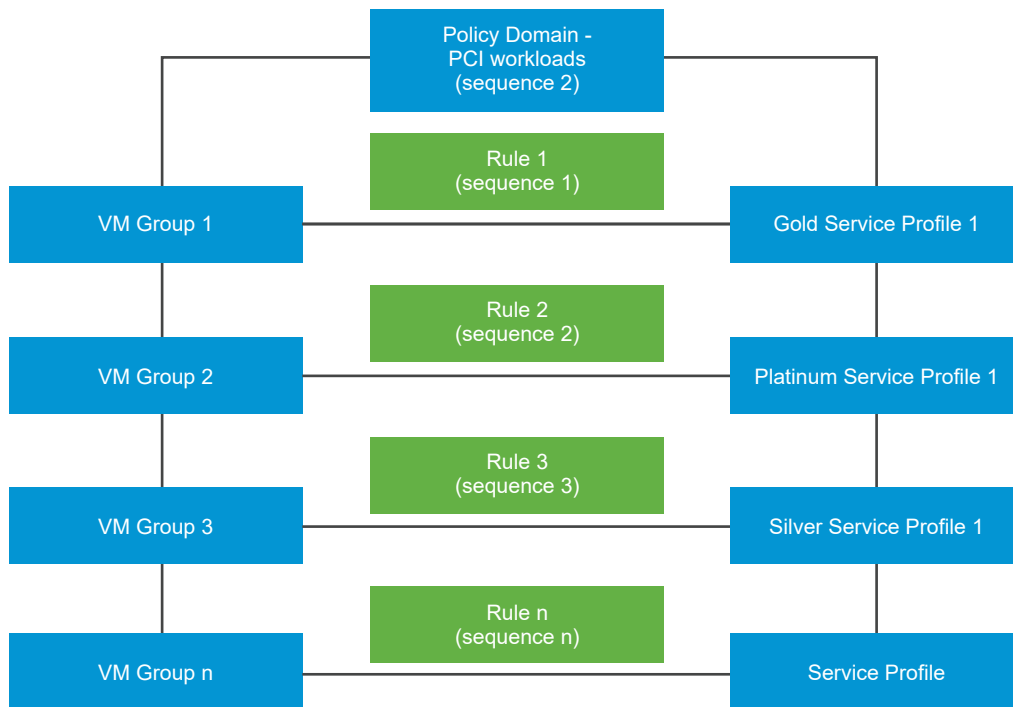 Policy Domain -
PCI workloads
(sequence 2)
Rule 1
(sequence 1)
VM Group 1
Gold Service Profile 1
Rule 2
(sequence 2)
VM Group 2
Platinum Service Profile 1
Rule 3
(sequence 3)
VM Group 3
Silver Service Profile 1
Rule n
(sequence n)
VM Group n
Service Profile